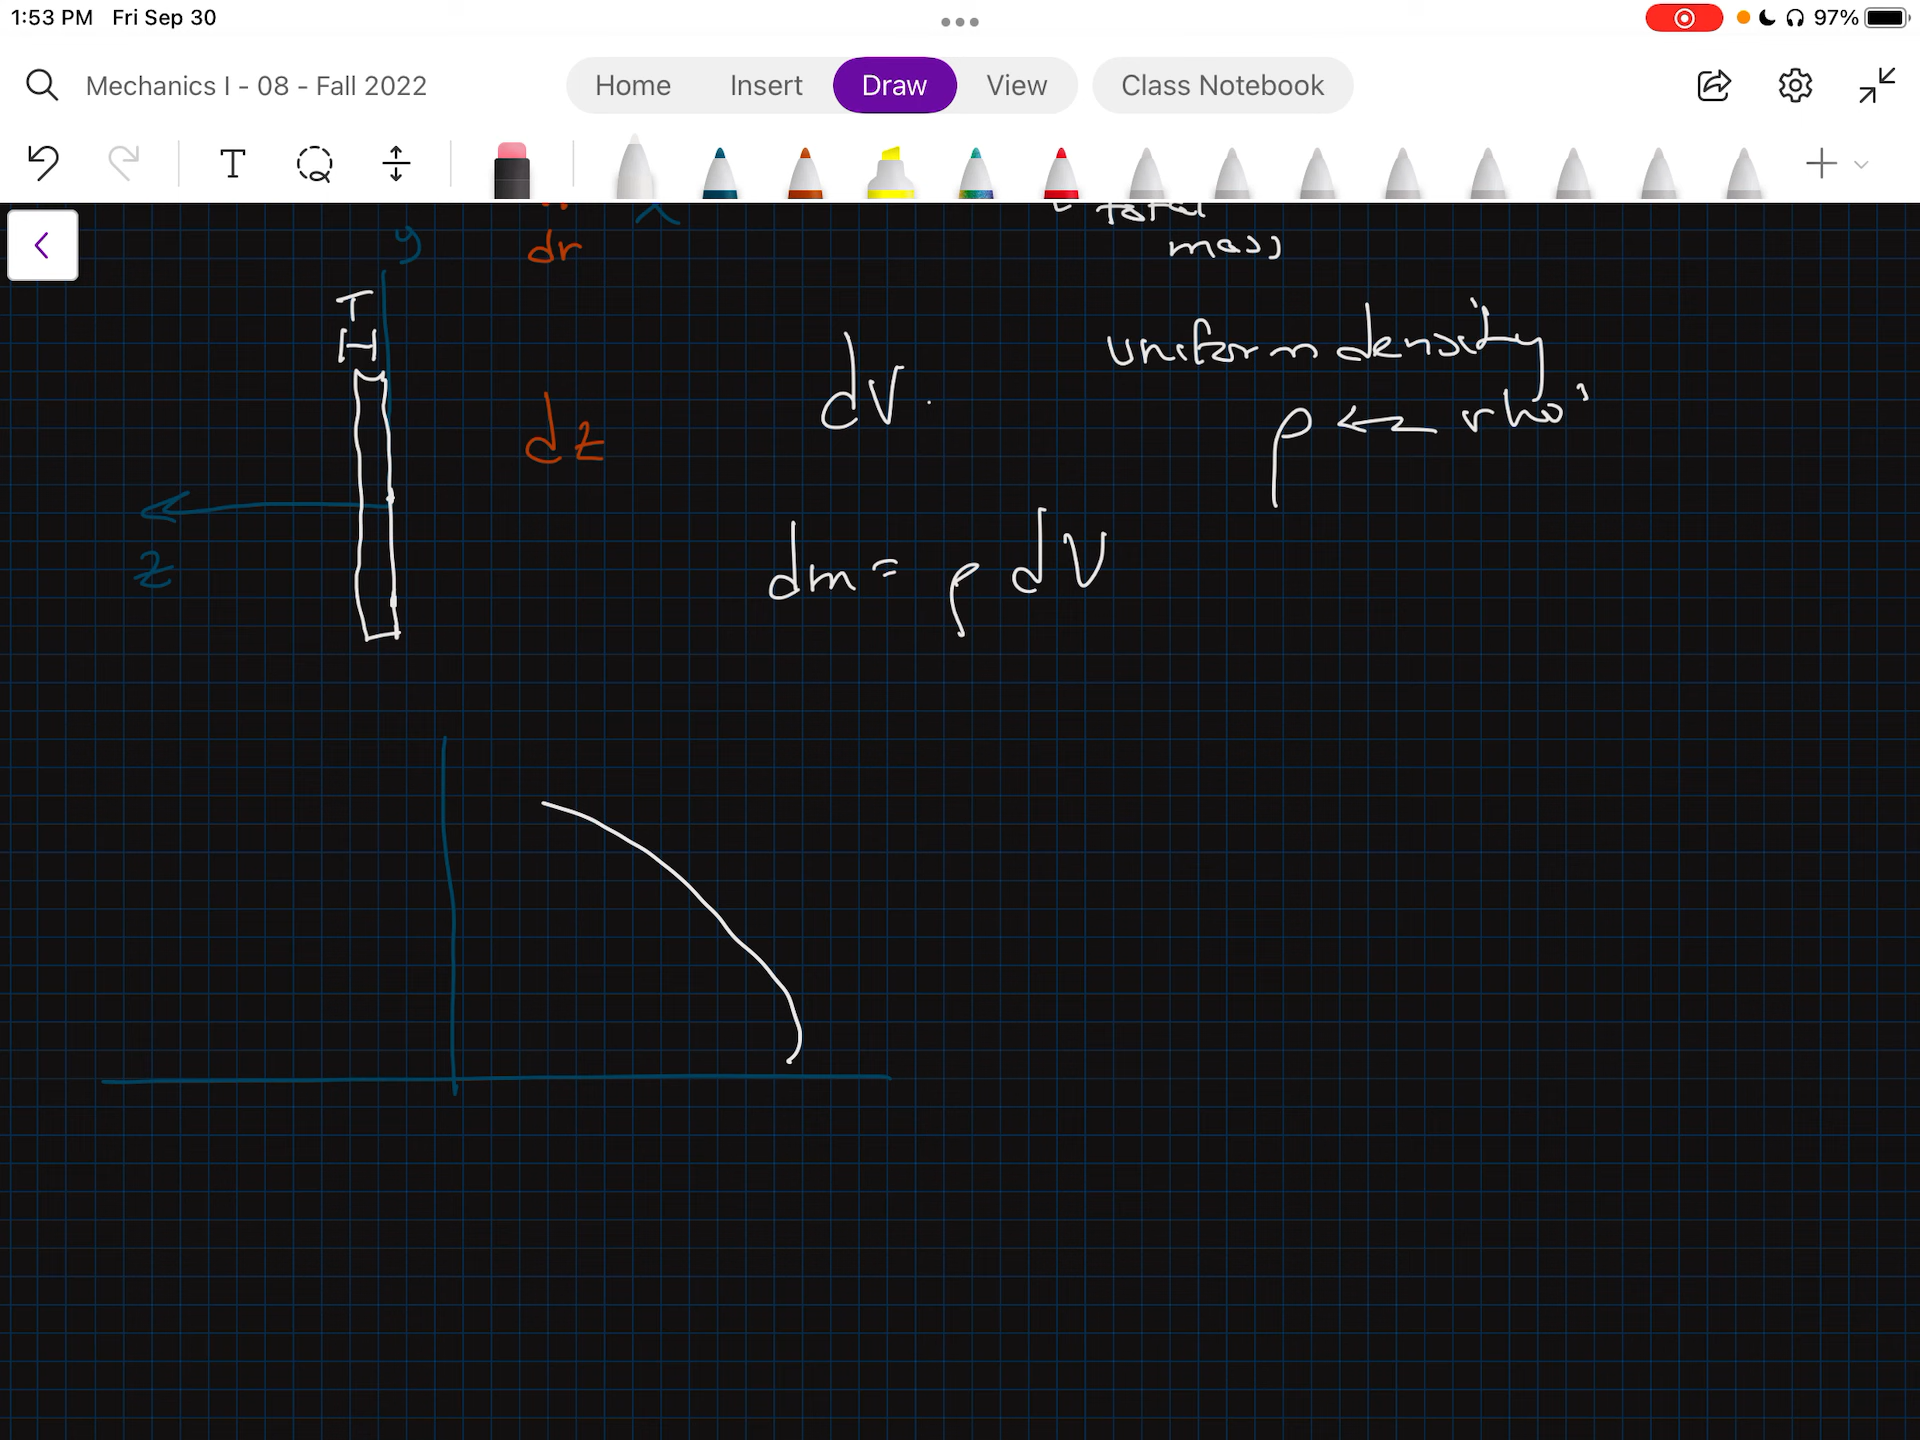 1:53 PM Fri Sep 30
97%
Mechanics I - 08 - Fall 2022
Home Insert Draw View Class Notebook
T
total
mass
y
dr
x
T
H
dV.
uniform density
ρ ← rho
dz
z
dm = ρ dV